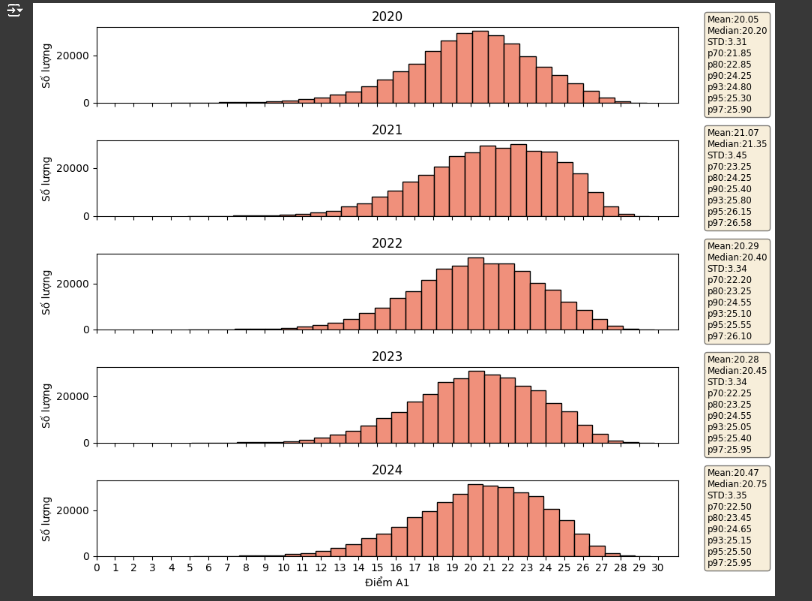 2020
Số lượng
20000
0
Mean:20.05
Median:20.20
STD:3.31
p70:21.85
p80:22.85
p90:24.25
p93:24.80
p95:25.30
p97:25.90
2021
Số lượng
20000
0
Mean:21.07
Median:21.35
STD:3.45
p70:23.25
p80:24.25
p90:25.40
p93:25.80
p95:26.15
p97:26.58
2022
Số lượng
20000
0
Mean:20.29
Median:20.40
STD:3.34
p70:22.20
p80:23.25
p90:24.55
p93:25.10
p95:25.55
p97:26.10
2023
Số lượng
20000
0
Mean:20.28
Median:20.45
STD:3.34
p70:22.25
p80:23.25
p90:24.55
p93:25.05
p95:25.40
p97:25.95
2024
Số lượng
20000
0
Mean:20.47
Median:20.75
STD:3.35
p70:22.50
p80:23.45
p90:24.65
p93:25.15
p95:25.50
p97:25.95
0 1 2 3 4 5 6 7 8 9 10 11 12 13 14 15 16 17 18 19 20 21 22 23 24 25 26 27 28 29 30
Điểm A1